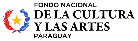 FONDO NACIONAL
DE LA CULTURA
Y LAS ARTES
PARAGUAY